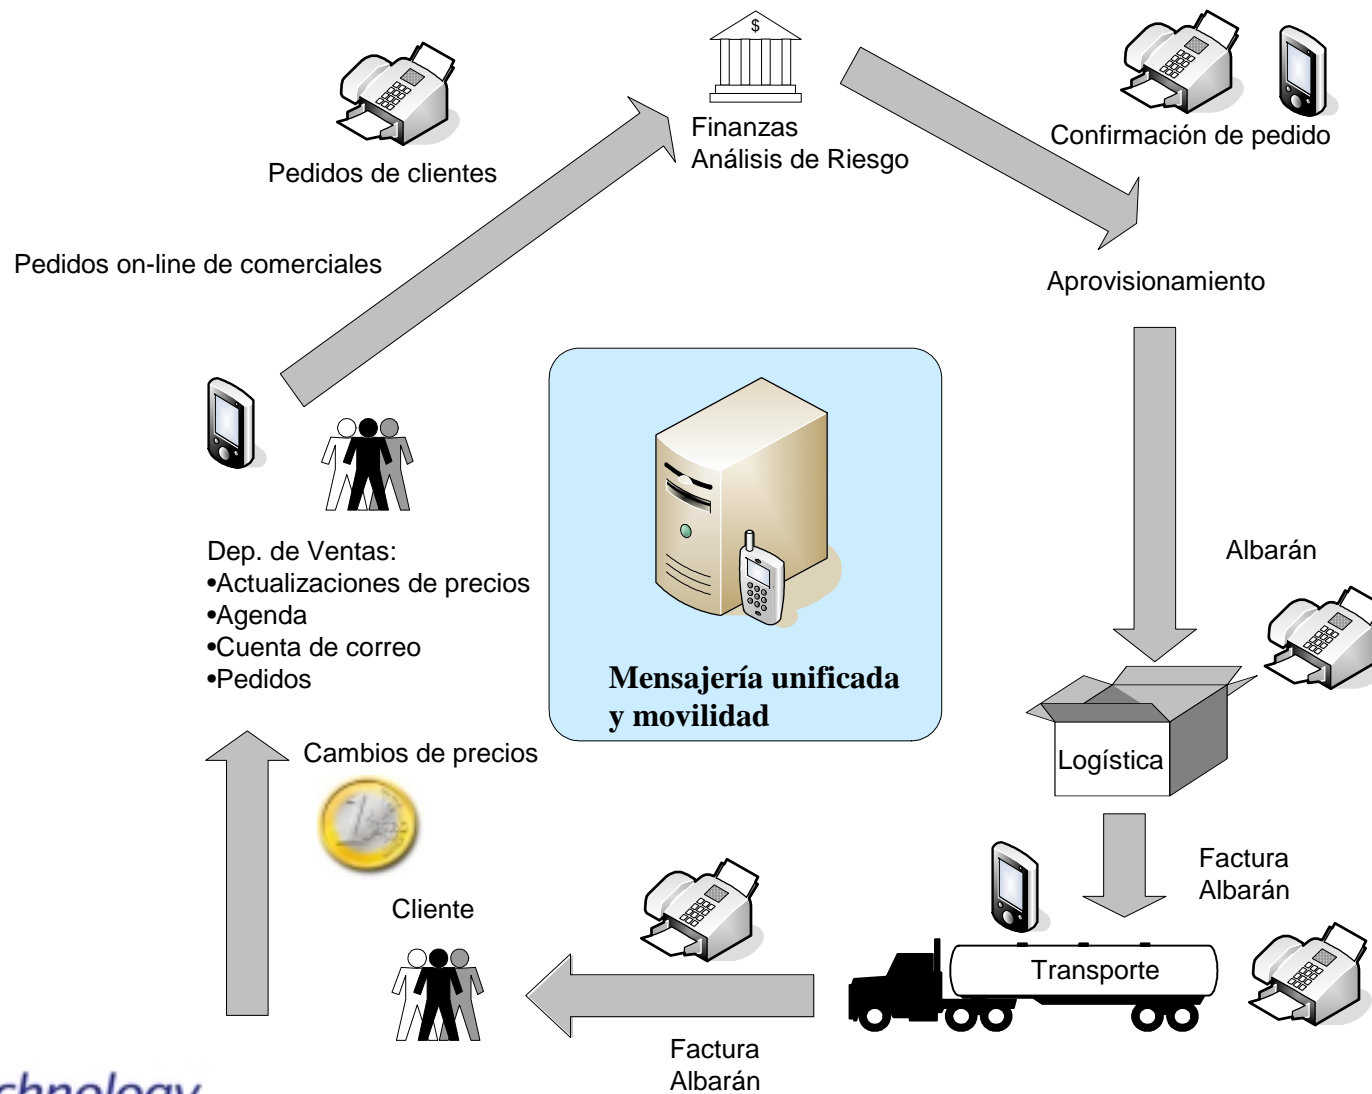 $
Finanzas
Análisis de Riesgo
Confirmación de pedido
Pedidos de clientes
Pedidos on-line de comerciales
Aprovisionamiento
Dep. de Ventas:
•Actualizaciones de precios
•Agenda
•Cuenta de correo
•Pedidos
Mensajería unificada
y movilidad
Albarán
Logística
Cambios de precios
1
Factura
Albarán
Cliente
Transporte
Factura
Albarán